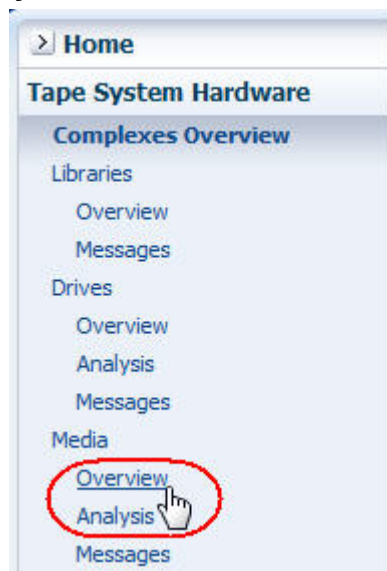 Home
Tape System Hardware
Complexes Overview
Libraries
Overview
Messages
Drives
Overview
Analysis
Messages
Media
Overview
Analysis
Messages